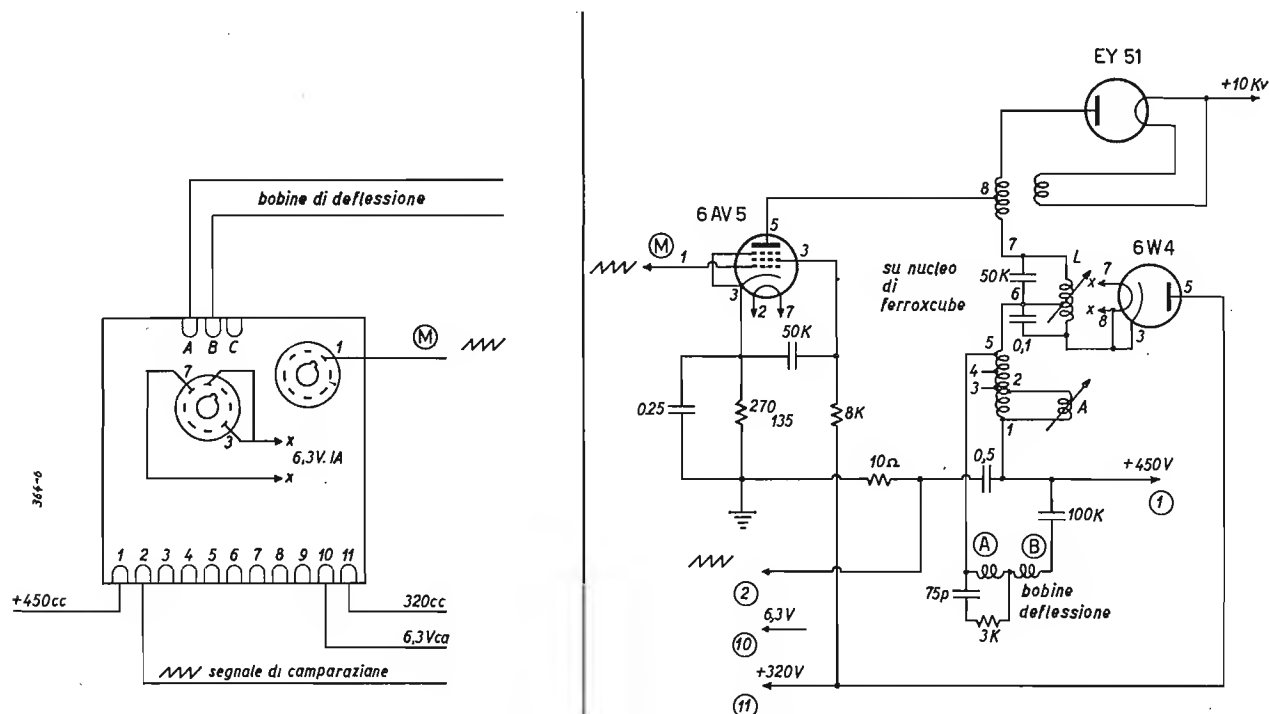 bobine di deflessione
A B C
1
M
7
3
x
6,3V. 1A
x
364-6
1 2 3 4 5 6 7 8 9 10 11
+450cc
320cc
6,3Vca
segnale di camparaziane
EY 51
+10Kv
8
6AV5
5
M
1
3
3
2 7
7
L
6W4
su nucleo
di
ferroxcube
50K
6
0,1
x 7
x 8
5
3
50K
5
4
3
2
A
1
0.25
270
135
8K
10Ω
0,5
+450V
1
100K
A
B
2
75p
bobine
deflessione
3K
6,3V
10
+320V
11